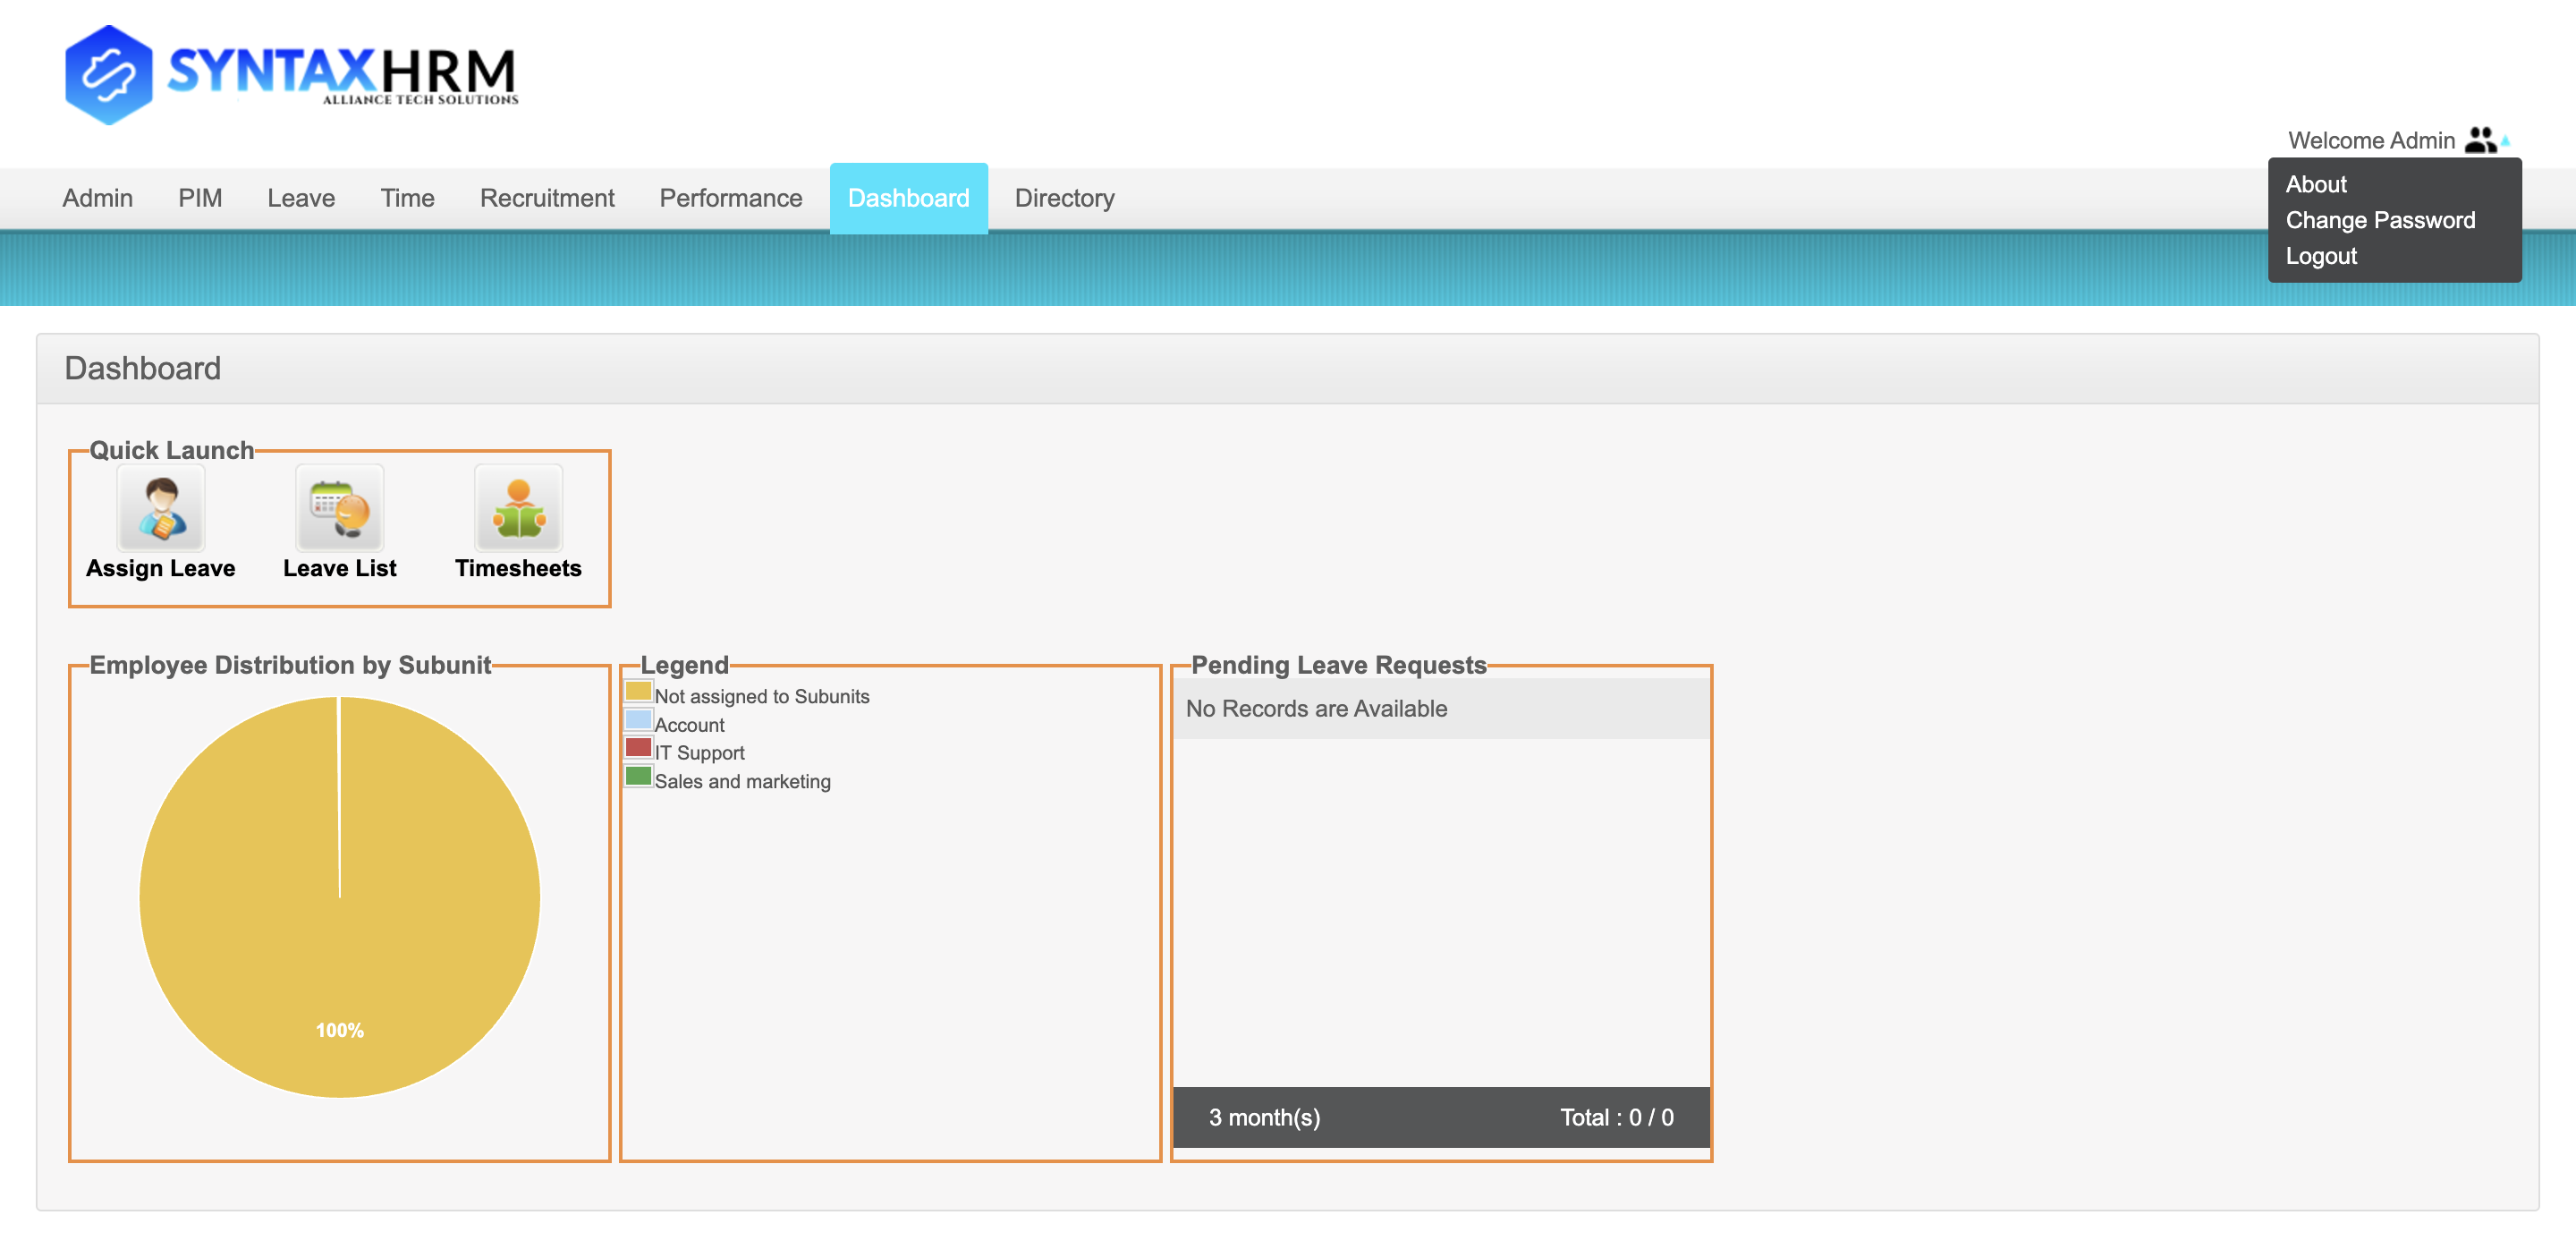 SYNTAXHRM
ALLIANCE TECH SOLUTIONS
Welcome Admin
About
Change Password
Logout
Admin PIM Leave Time Recruitment Performance Dashboard Directory
Dashboard
Quick Launch
Assign Leave Leave List Timesheets
Employee Distribution by Subunit
100%
Legend
Not assigned to Subunits
Account
IT Support
Sales and marketing
Pending Leave Requests
No Records are Available
3 month(s) Total : 0 / 0